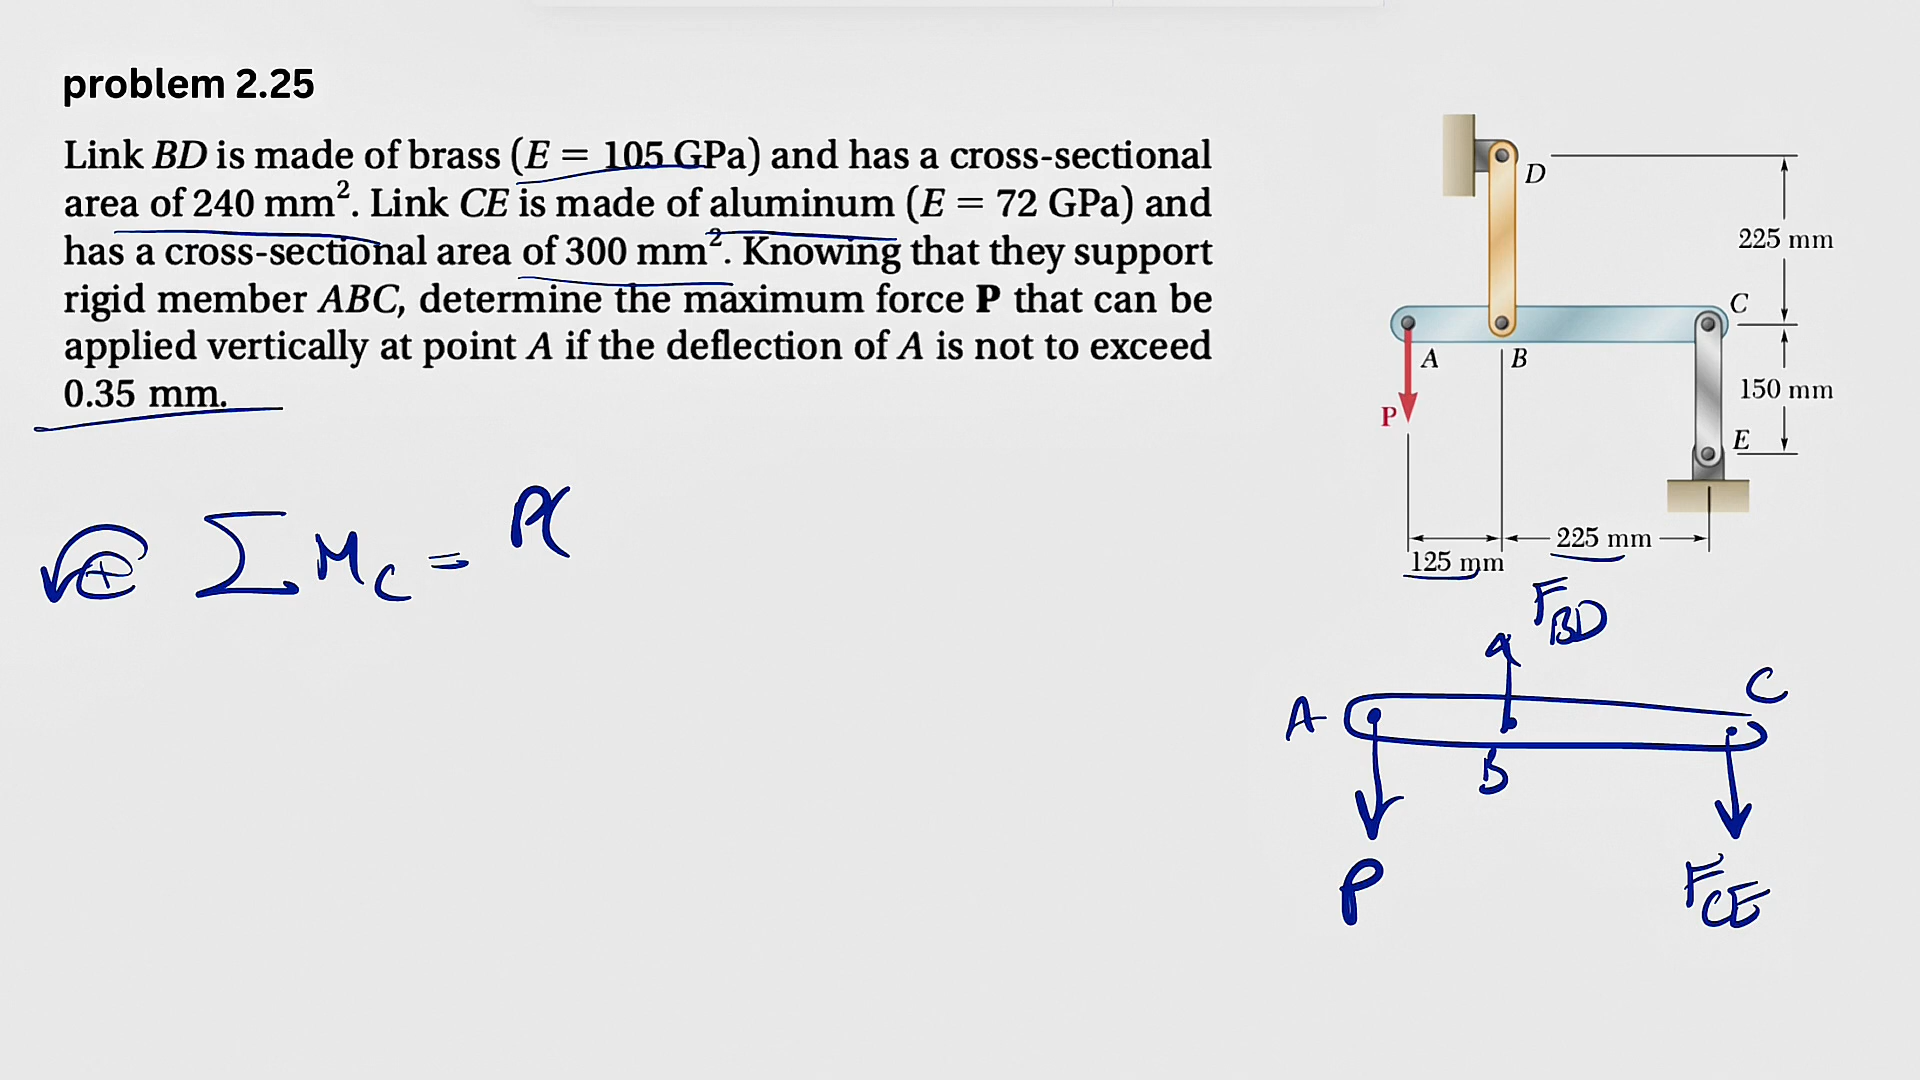 problem 2.25
Link BD is made of brass (E = 105 GPa) and has a cross-sectional
area of 240 mm². Link CE is made of aluminum (E = 72 GPa) and
has a cross-sectional area of 300 mm². Knowing that they support
rigid member ABC, determine the maximum force P that can be
applied vertically at point A if the deflection of A is not to exceed
0.35 mm.
D
225 mm
C
A
B
150 mm
P
E
225 mm
125 mm
⊕ Σ M_C = P(
F_BD
A
B
C
P
F_CE